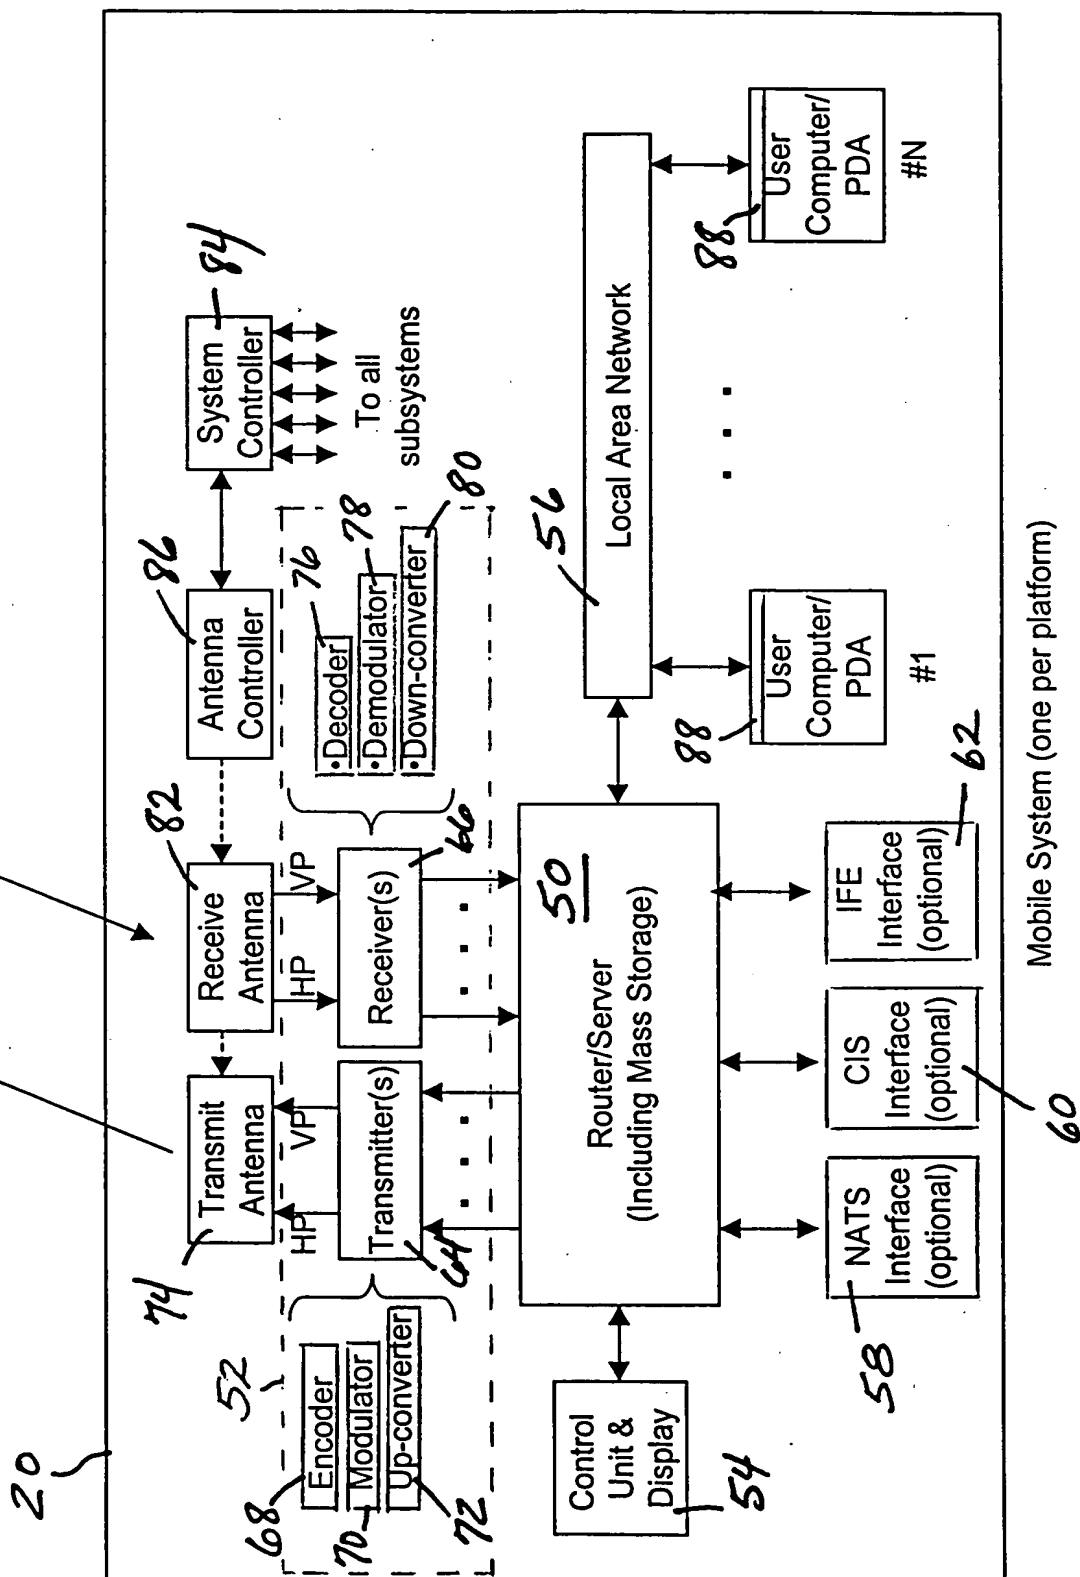 20
74
Transmit
Antenna
82
Receive
Antenna
86
Antenna
Controller
84
System
Controller
To all
subsystems
52
HP
VP
HP
VP
68
Encoder
70
Modulator
72
Up-converter
Transmitter(s)
64
Receiver(s)
66
•Decoder
76
•Demodulator
78
•Down-converter
80
Control
Unit &
Display
54
50
Router/Server
(Including Mass Storage)
56
Local Area Network
88
User
Computer/
PDA
#1
88
User
Computer/
PDA
#N
NATS
Interface
(optional)
58
CIS
Interface
(optional)
60
IFE
Interface
(optional)
62
Mobile System (one per platform)